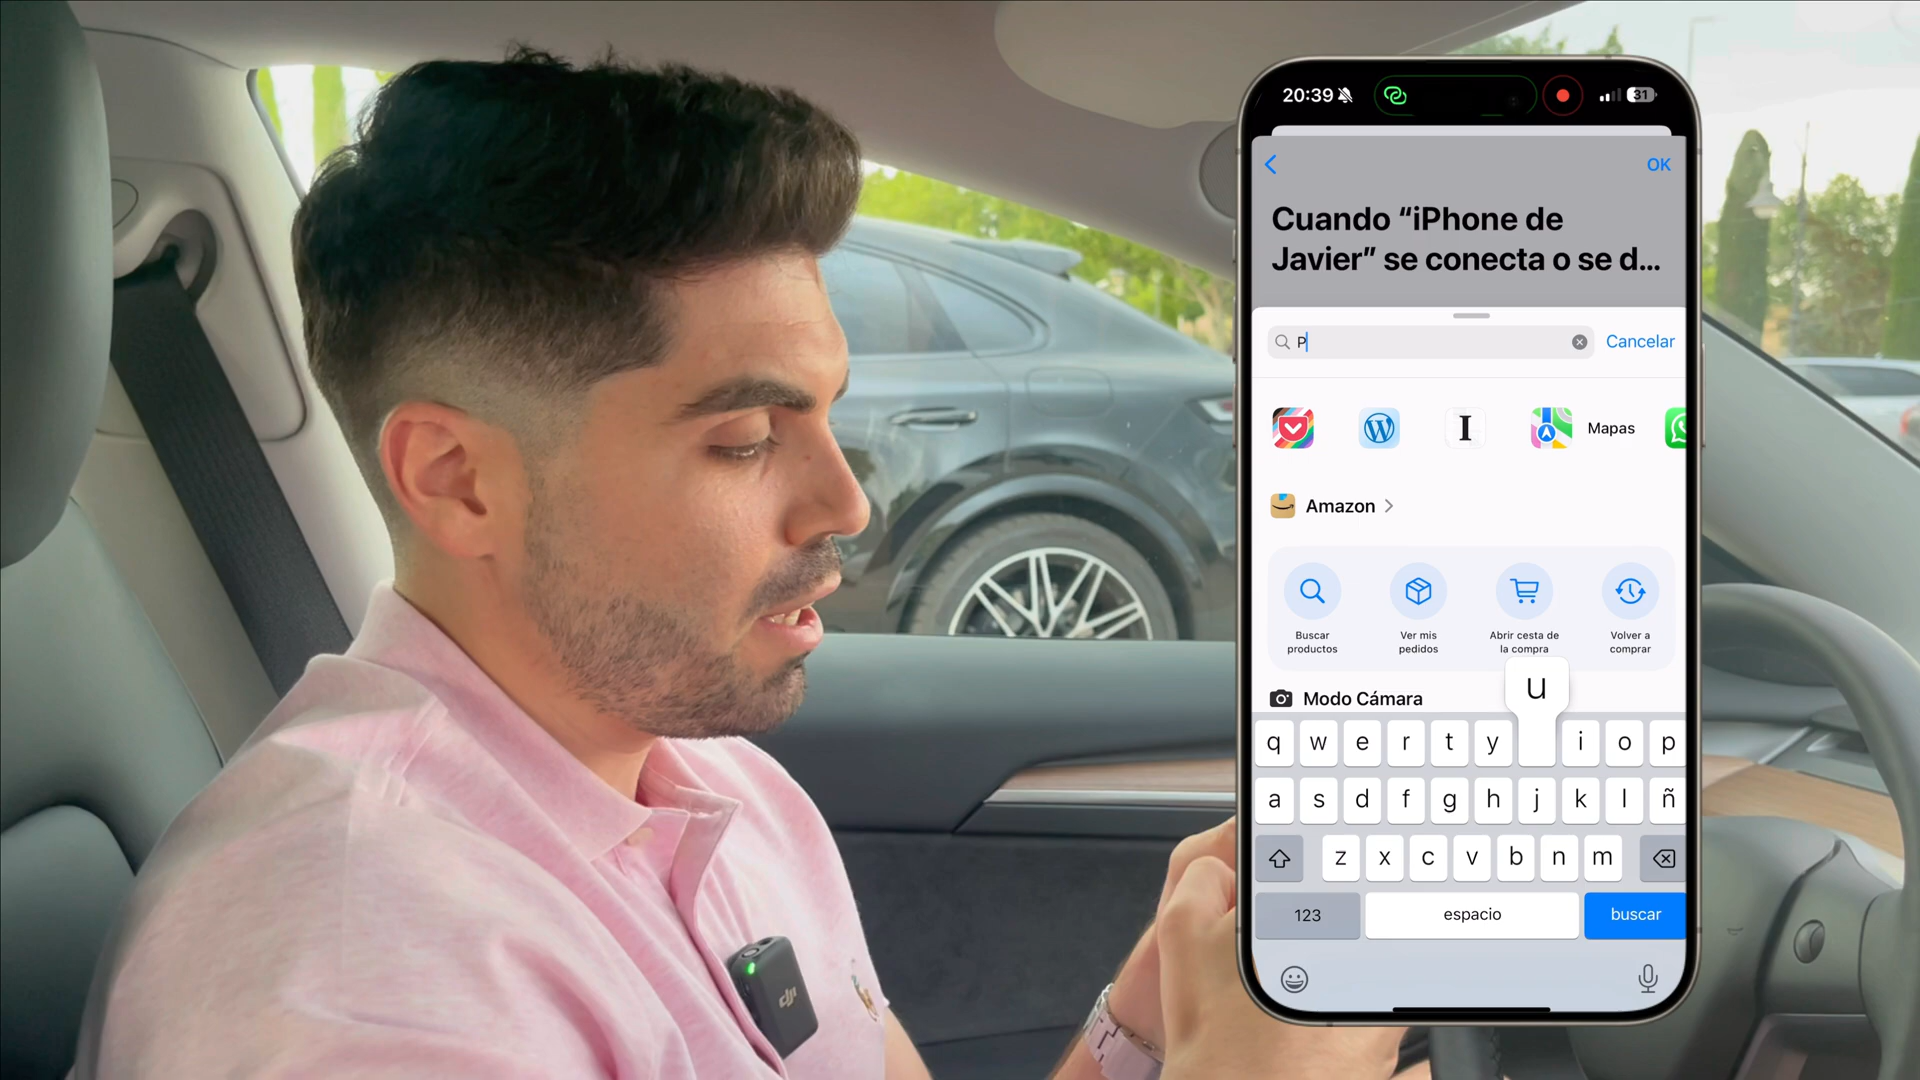 20:39
31
OK
Cuando “iPhone de
Javier” se conecta o se d...
P
Cancelar
W
I
Mapas
Amazon
Buscar
productos
Ver mis
pedidos
Abrir cesta de
la compra
Volver a
comprar
Modo Cámara
u
q w e r t y i o p
a s d f g h j k l ñ
z x c v b n m
123
espacio
buscar
dji